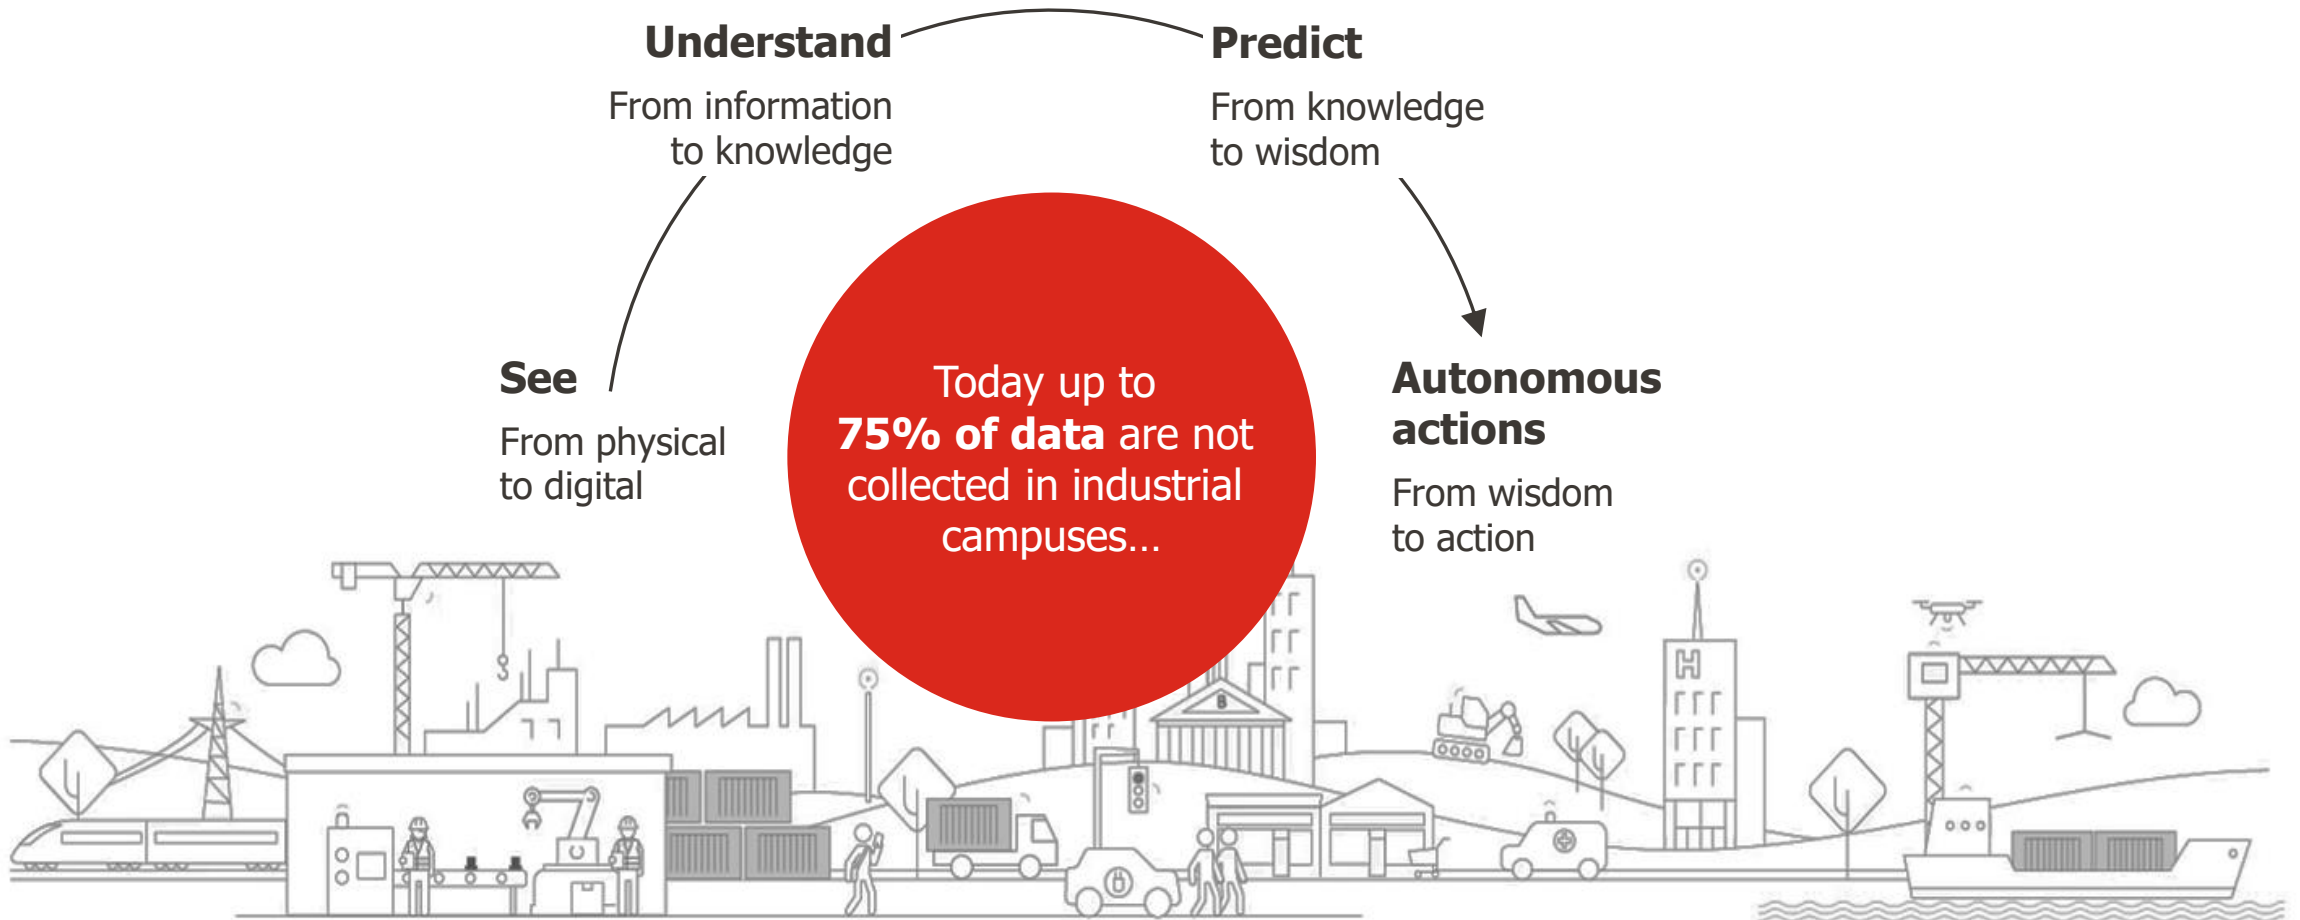 Understand
From information
to knowledge
Predict
From knowledge
to wisdom
See
From physical
to digital
Today up to
75% of data are not
collected in industrial
campuses...
Autonomous
actions
From wisdom
to action
H
B